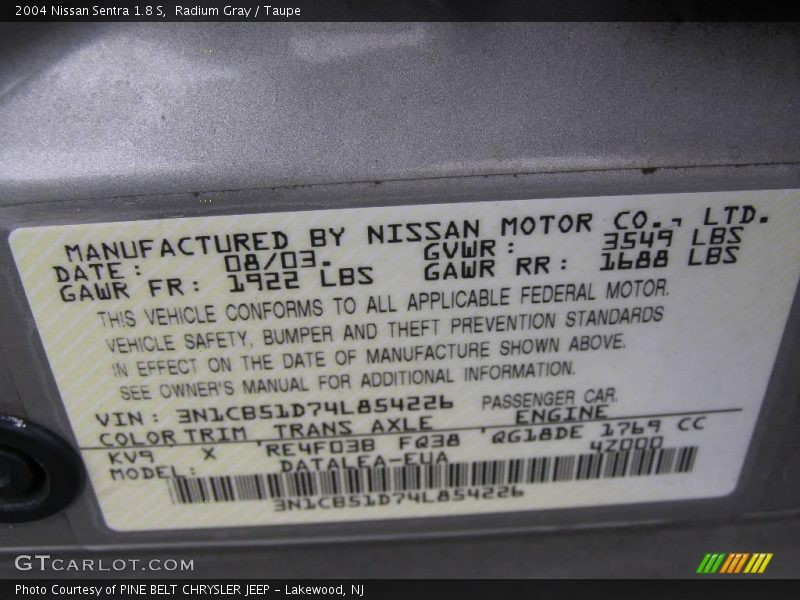 2004 Nissan Sentra 1.8 S, Radium Gray / Taupe
MANUFACTURED BY NISSAN MOTOR CO., LTD.
DATE: 08/03. GVWR: 3549 LBS
GAWR FR: 1922 LBS GAWR RR: 1688 LBS
THIS VEHICLE CONFORMS TO ALL APPLICABLE FEDERAL MOTOR.
VEHICLE SAFETY, BUMPER AND THEFT PREVENTION STANDARDS
IN EFFECT ON THE DATE OF MANUFACTURE SHOWN ABOVE.
SEE OWNER'S MANUAL FOR ADDITIONAL INFORMATION.
VIN: 3N1CB51D74L854226 PASSENGER CAR.
COLOR TRIM TRANS AXLE ENGINE
KV9 X RE4F03B FQ38 QG18DE 1769 CC
MODEL: DATALEA-EUA 4Z000
3N1CB51D74L854226
GTCARLOT.COM
Photo Courtesy of PINE BELT CHRYSLER JEEP – Lakewood, NJ